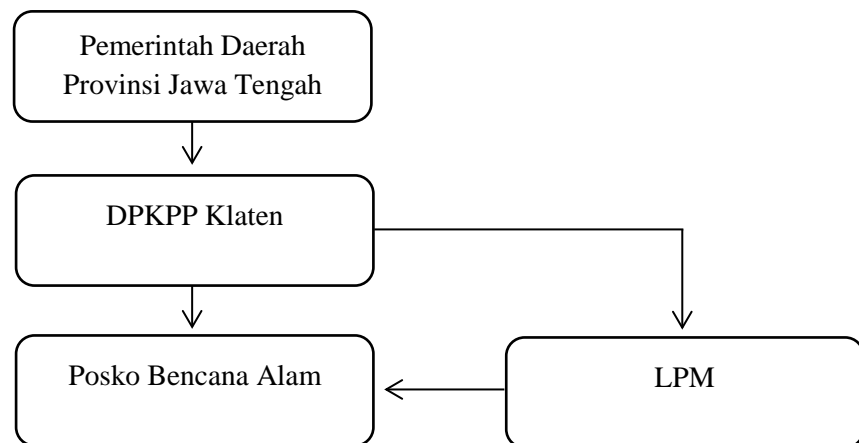 Pemerintah Daerah
Provinsi Jawa Tengah
DPKPP Klaten
Posko Bencana Alam
LPM